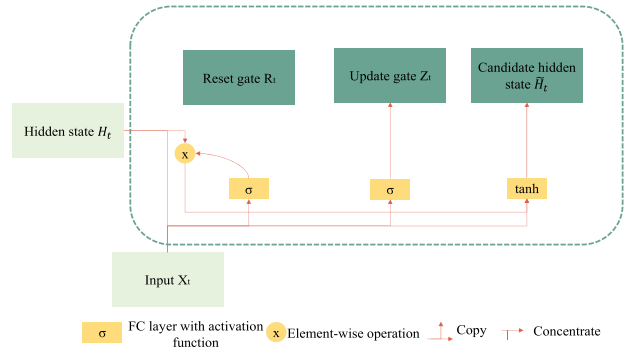 Reset gate Rₜ
Update gate Zₜ
Candidate hidden
state H̃ₜ
Hidden state Hₜ
x
σ
σ
tanh
Input Xₜ
σ
FC layer with activation
function
x
Element-wise operation
Copy
Concentrate